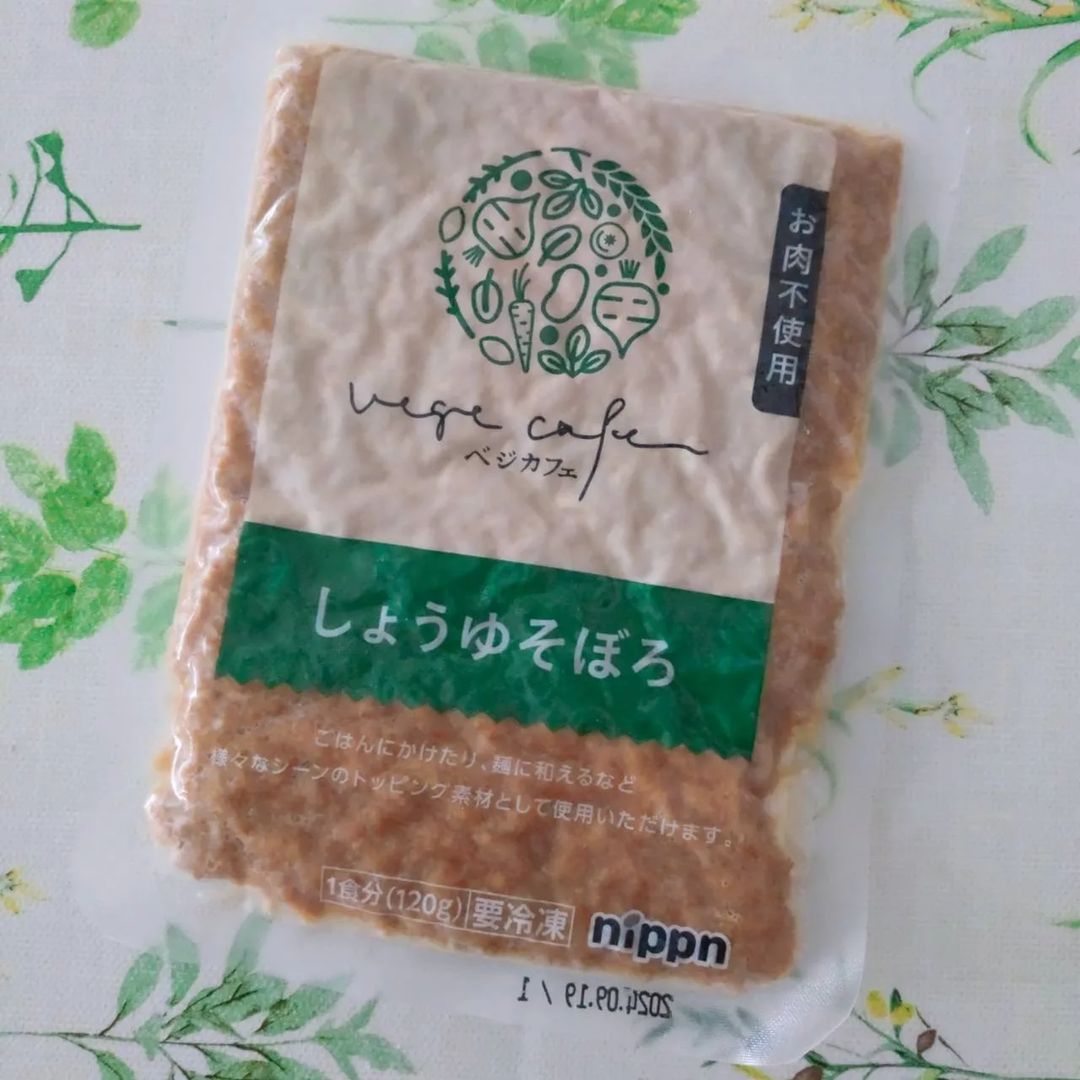 お肉不使用
vege cafe
ベジカフェ
しょうゆそぼろ
ごはんにかけたり、麺に和えるなど
様々なシーンのトッピング素材として使用いただけます。
1食分(120g) 要冷凍
nippn
2024.09.19 / 1